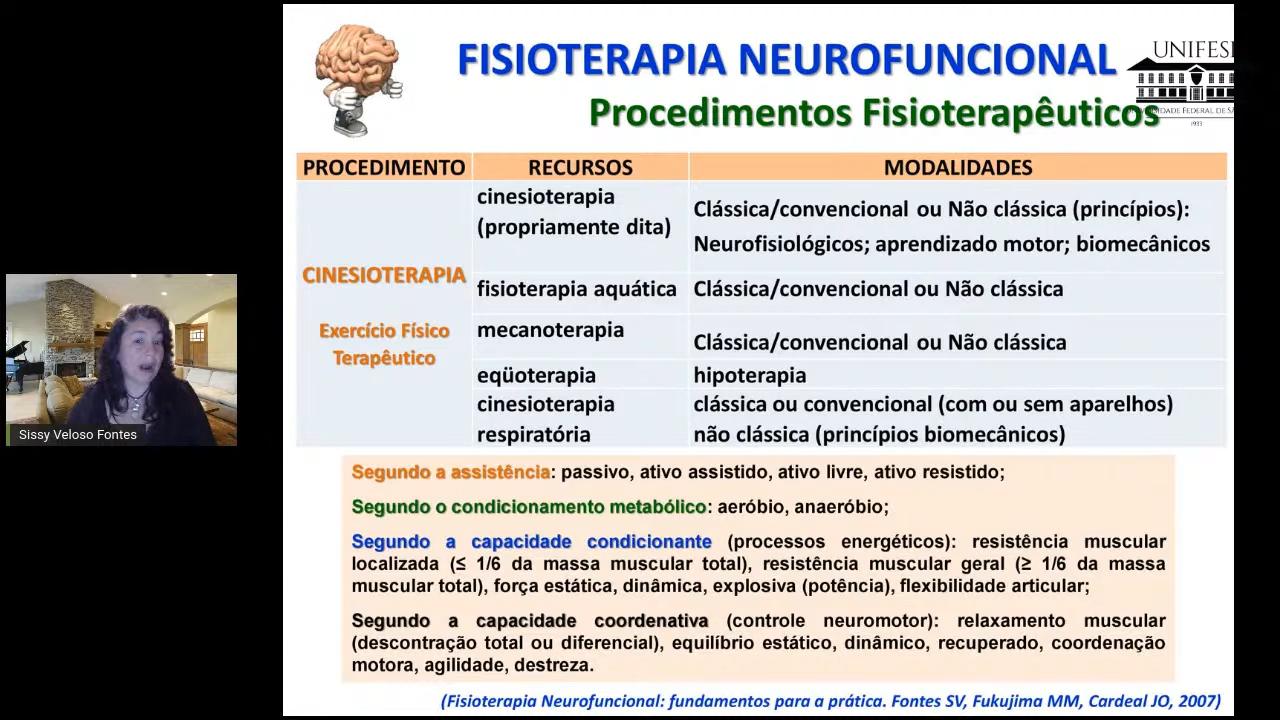 FISIOTERAPIA NEUROFUNCIONAL
UNIFES
Procedimentos Fisioterapêuticos
DADE FEDERAL DE S
1933
PROCEDIMENTO RECURSOS MODALIDADES
CINESIOTERAPIA
Exercício Físico
Terapêutico
cinesioterapia
(propriamente dita)
Clássica/convencional ou Não clássica (princípios):
Neurofisiológicos; aprendizado motor; biomecânicos
fisioterapia aquática Clássica/convencional ou Não clássica
mecanoterapia
Clássica/convencional ou Não clássica
eqüoterapia hipoterapia
cinesioterapia clássica ou convencional (com ou sem aparelhos)
respiratória não clássica (princípios biomecânicos)
Sissy Veloso Fontes
Segundo a assistência: passivo, ativo assistido, ativo livre, ativo resistido;
Segundo o condicionamento metabólico: aeróbio, anaeróbio;
Segundo a capacidade condicionante (processos energéticos): resistência muscular
localizada (≤ 1/6 da massa muscular total), resistência muscular geral (≥ 1/6 da massa
muscular total), força estática, dinâmica, explosiva (potência), flexibilidade articular;
Segundo a capacidade coordenativa (controle neuromotor): relaxamento muscular
(descontração total ou diferencial), equilíbrio estático, dinâmico, recuperado, coordenação
motora, agilidade, destreza.
(Fisioterapia Neurofuncional: fundamentos para a prática. Fontes SV, Fukujima MM, Cardeal JO, 2007)